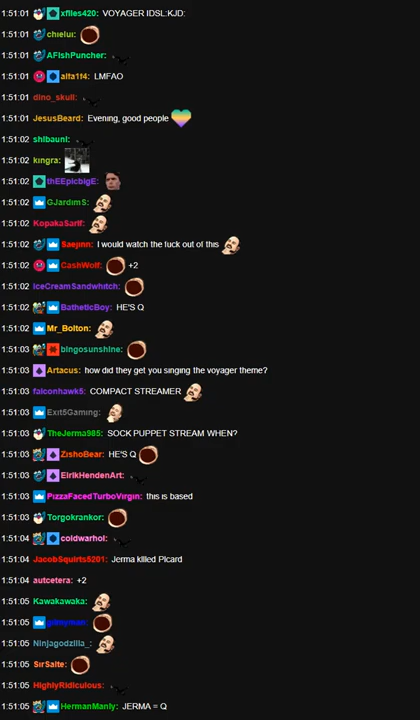 1:51:01 xfiles420: VOYAGER IDSL:KJD:
1:51:01 chielui:
1:51:01 AFishPuncher:
1:51:01 alfa1f4: LMFAO
1:51:01 dino_skull:
1:51:01 JesusBeard: Evening, good people
1:51:02 shibauni:
1:51:02 kingra:
1:51:02 thEEpicbigE:
1:51:02 GJardimS:
1:51:02 KopakaSarif:
1:51:02 Saejinn: I would watch the fuck out of this
1:51:02 CashWolf: +2
1:51:02 IceCreamSandwhitch:
1:51:02 BatheticBoy: HE'S Q
1:51:02 Mr_Bolton:
1:51:03 bingosunshine:
1:51:03 Artacus: how did they get you singing the voyager theme?
1:51:03 falconhawk5: COMPACT STREAMER
1:51:03 Exit5Gaming:
1:51:03 TheJerma985: SOCK PUPPET STREAM WHEN?
1:51:03 ZishoBear: HE'S Q
1:51:03 EirikHendenArt:
1:51:03 PizzaFacedTurboVirgin: this is based
1:51:03 Torgokrankor:
1:51:04 coldwarhol:
1:51:04 JacobSquirts5201: Jerma killed Picard
1:51:04 autcetera: +2
1:51:05 Kawakawaka:
1:51:05
1:51:05 Ninjagodzilla_:
1:51:05 SirSalte:
1:51:05 HighlyRidiculous:
1:51:05 HermanManly: JERMA = Q